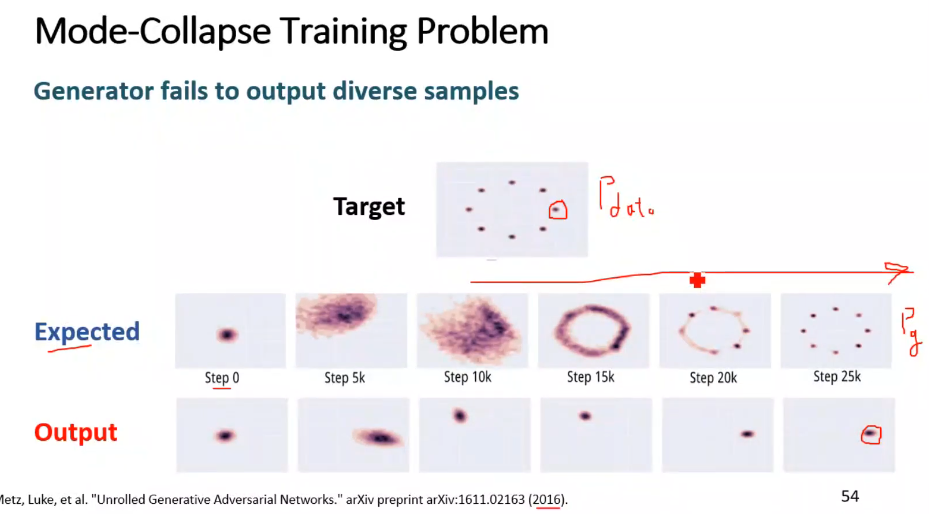 Mode-Collapse Training Problem
Generator fails to output diverse samples
Target
P data
Expected
P g
Step 0 Step 5k Step 10k Step 15k Step 20k Step 25k
Output
Metz, Luke, et al. "Unrolled Generative Adversarial Networks." arXiv preprint arXiv:1611.02163 (2016).
54